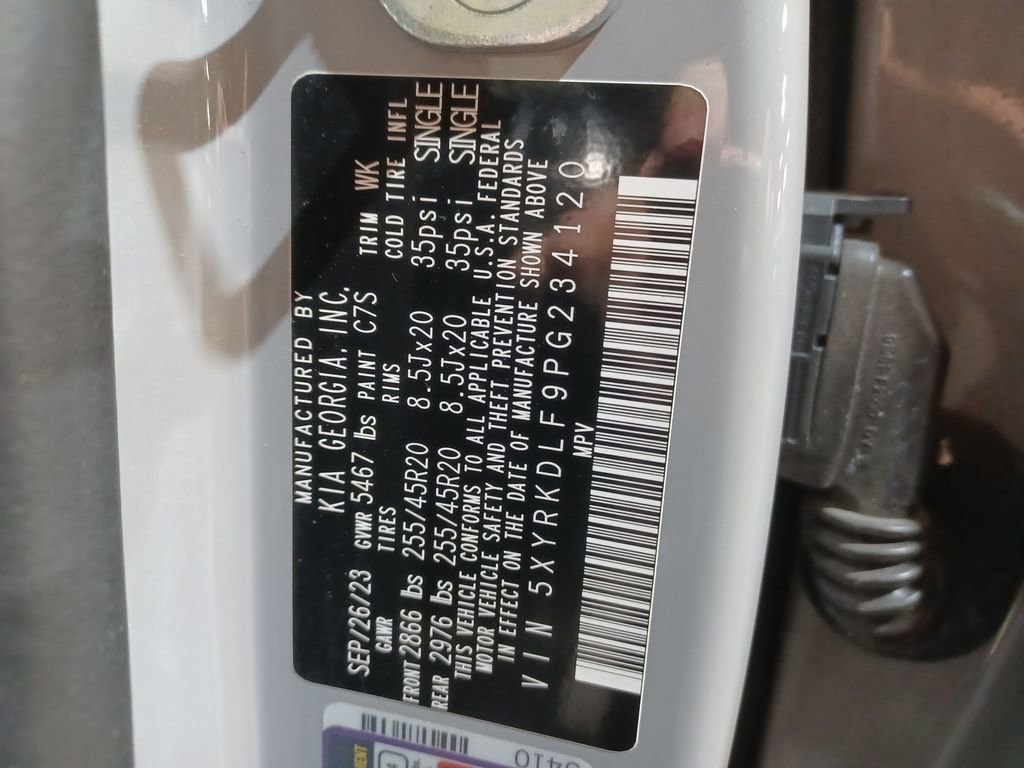 MANUFACTURED BY
KIA GEORGIA, INC.
SEP/26/23 GVWR 5467 lbs PAINT C7S TRIM WK
GAWR TIRES RIMS COLD TIRE INFL
FRONT 2866 lbs 255/45R20 8.5Jx20 35psi SINGLE
REAR 2976 lbs 255/45R20 8.5Jx20 35psi SINGLE
THIS VEHICLE CONFORMS TO ALL APPLICABLE U.S.A. FEDERAL
MOTOR VEHICLE SAFETY AND THEFT PREVENTION STANDARDS
IN EFFECT ON THE DATE OF MANUFACTURE SHOWN ABOVE
VIN 5XYRKDLF9PG234120
MPV